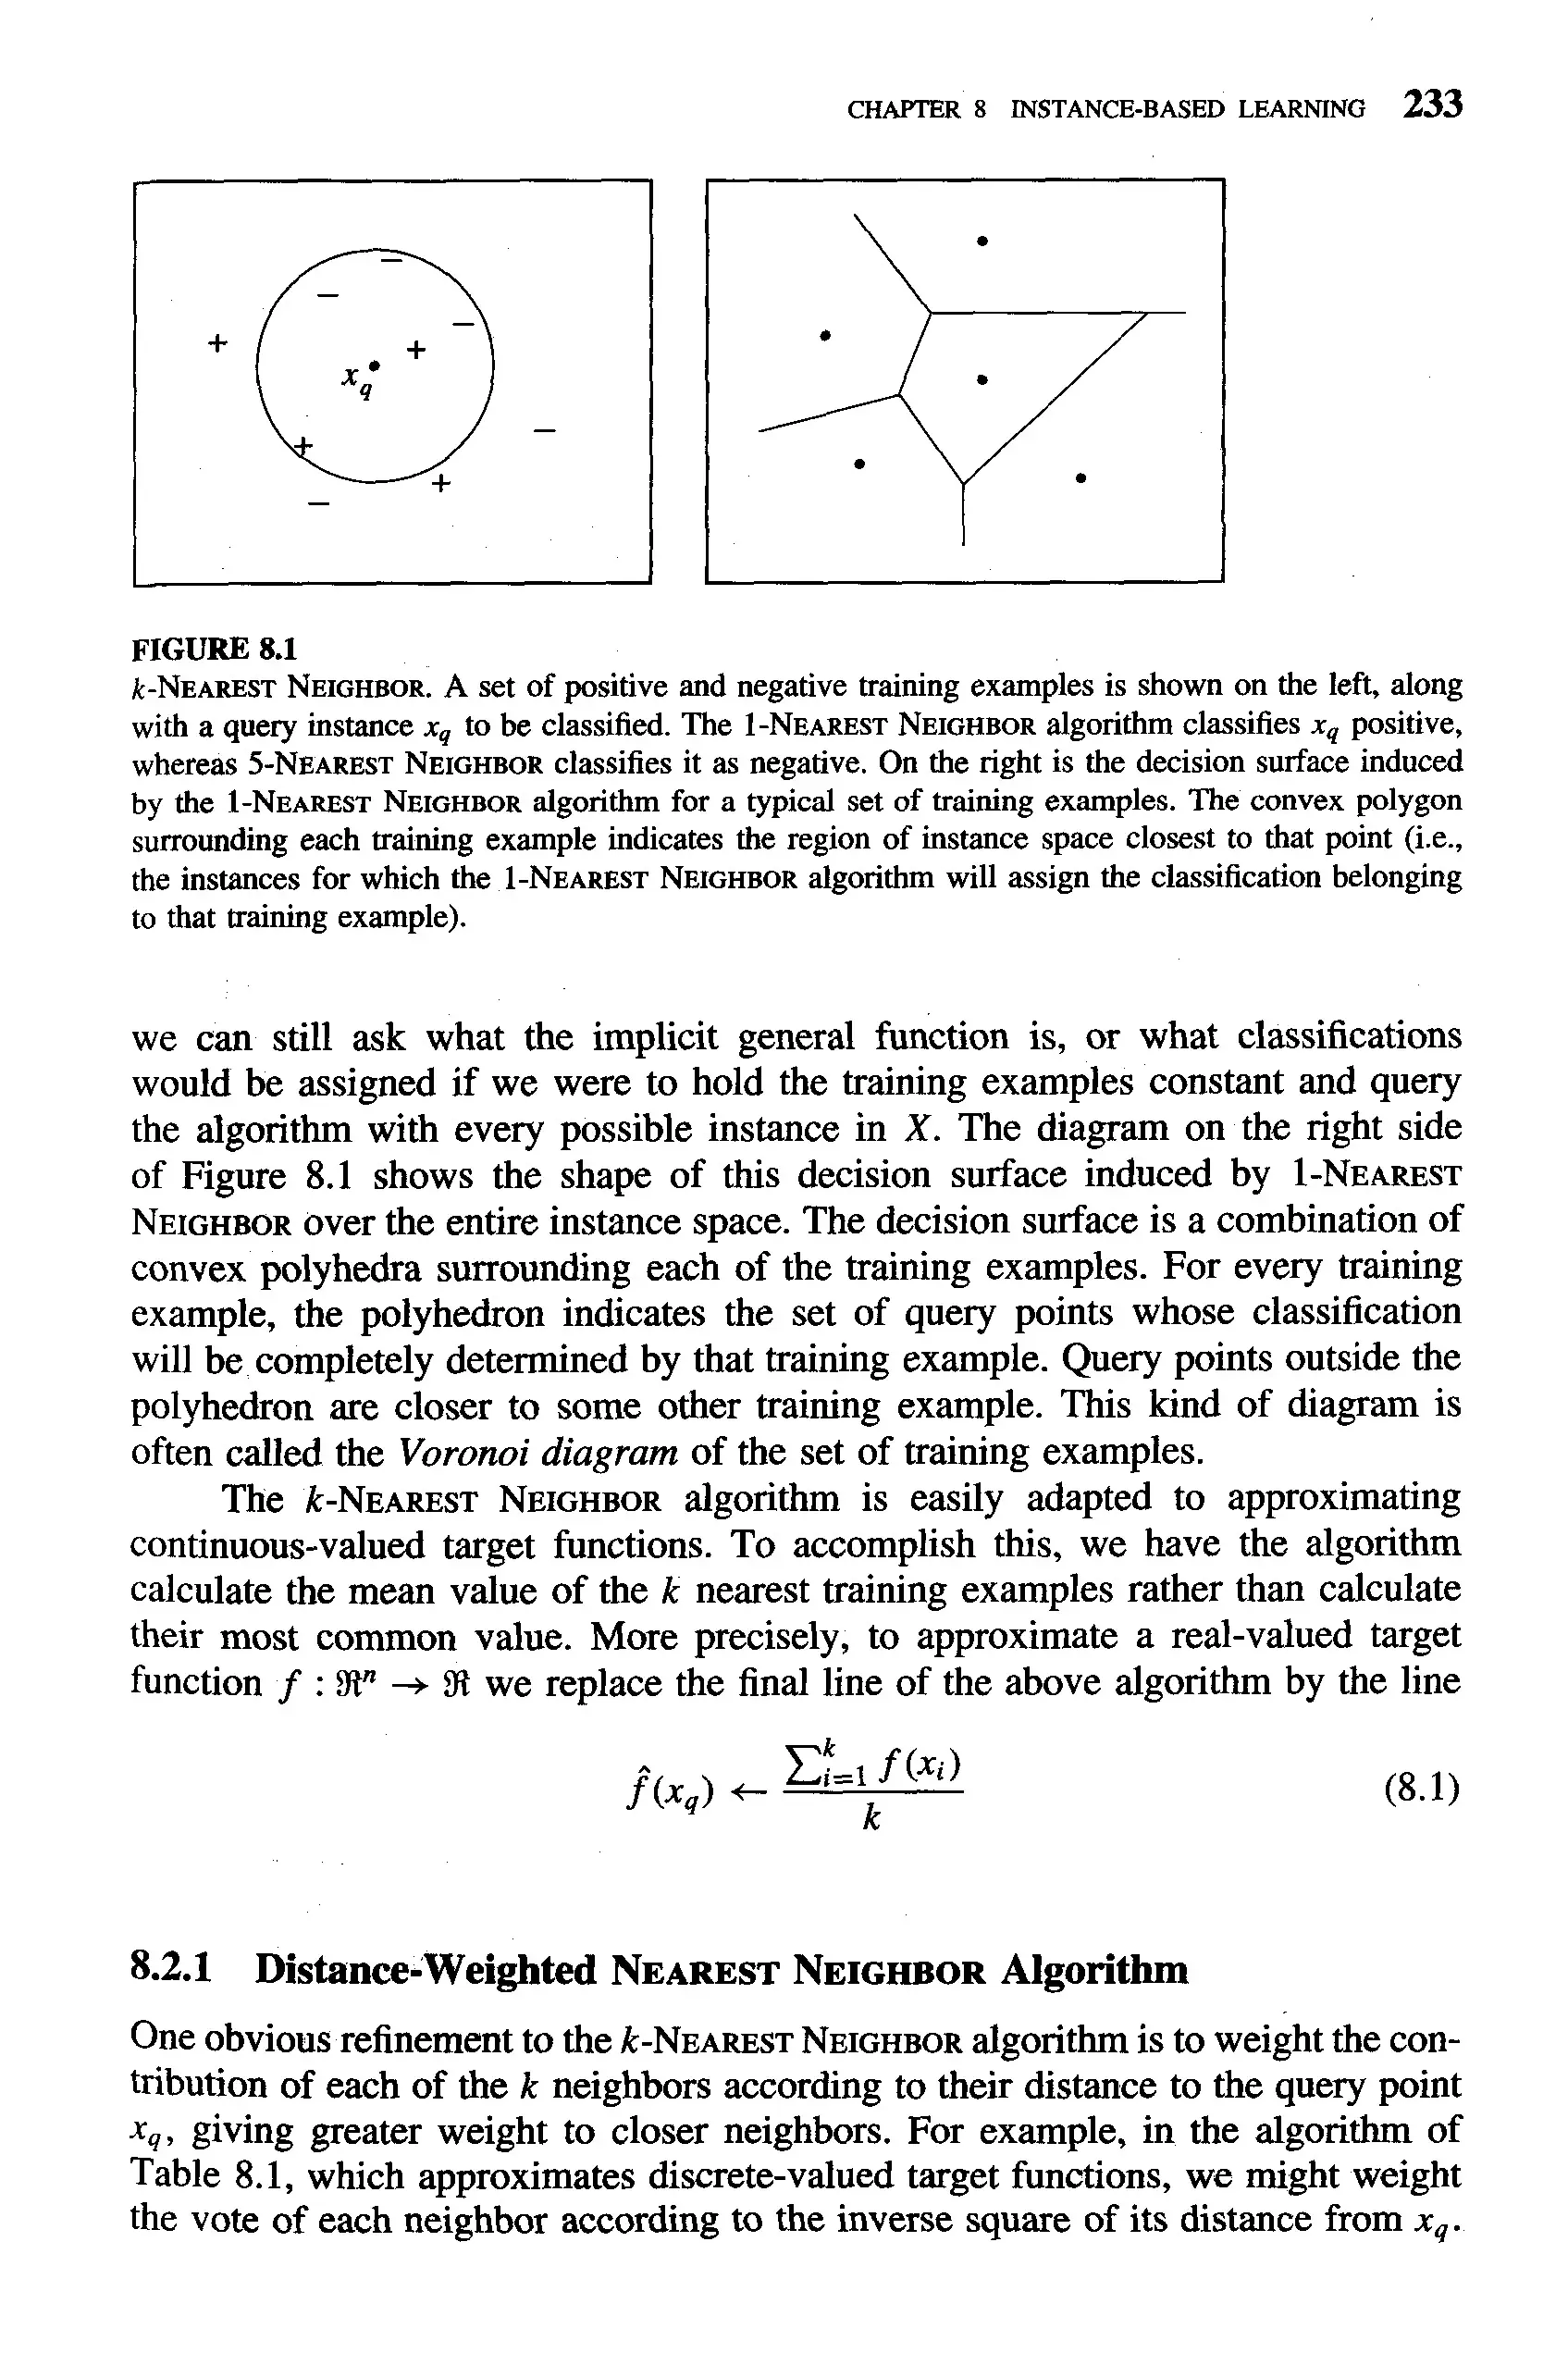 CHAPTER 8 INSTANCE-BASED LEARNING 233
− − − + + x_q + − + −
FIGURE 8.1
k-NEAREST NEIGHBOR. A set of positive and negative training examples is shown on the left, along
with a query instance x_q to be classified. The 1-NEAREST NEIGHBOR algorithm classifies x_q positive,
whereas 5-NEAREST NEIGHBOR classifies it as negative. On the right is the decision surface induced
by the 1-NEAREST NEIGHBOR algorithm for a typical set of training examples. The convex polygon
surrounding each training example indicates the region of instance space closest to that point (i.e.,
the instances for which the 1-NEAREST NEIGHBOR algorithm will assign the classification belonging
to that training example).
we can still ask what the implicit general function is, or what classifications
would be assigned if we were to hold the training examples constant and query
the algorithm with every possible instance in X. The diagram on the right side
of Figure 8.1 shows the shape of this decision surface induced by 1-NEAREST
NEIGHBOR over the entire instance space. The decision surface is a combination of
convex polyhedra surrounding each of the training examples. For every training
example, the polyhedron indicates the set of query points whose classification
will be completely determined by that training example. Query points outside the
polyhedron are closer to some other training example. This kind of diagram is
often called the Voronoi diagram of the set of training examples.
The k-NEAREST NEIGHBOR algorithm is easily adapted to approximating
continuous-valued target functions. To accomplish this, we have the algorithm
calculate the mean value of the k nearest training examples rather than calculate
their most common value. More precisely, to approximate a real-valued target
function f : ℜⁿ → ℜ we replace the final line of the above algorithm by the line
f̂(x_q) ← Σ_{i=1}^k f(x_i) / k (8.1)
8.2.1 Distance-Weighted NEAREST NEIGHBOR Algorithm
One obvious refinement to the k-NEAREST NEIGHBOR algorithm is to weight the con-
tribution of each of the k neighbors according to their distance to the query point
x_q, giving greater weight to closer neighbors. For example, in the algorithm of
Table 8.1, which approximates discrete-valued target functions, we might weight
the vote of each neighbor according to the inverse square of its distance from x_q.